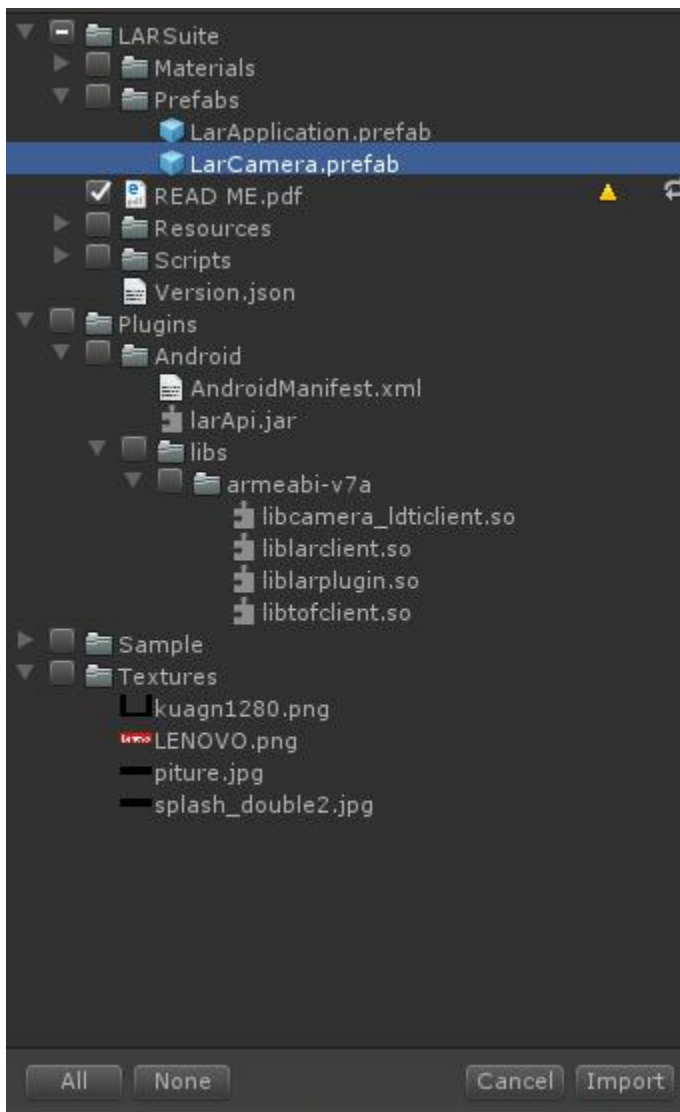 LARSuite
Materials
Prefabs
LarApplication.prefab
LarCamera.prefab
READ ME.pdf
Resources
Scripts
Version.json
Plugins
Android
AndroidManifest.xml
larApi.jar
libs
armeabi-v7a
libcamera_ldticlient.so
liblarclient.so
liblarplugin.so
libtofclient.so
Sample
Textures
kuagn1280.png
LENOVO.png
piture.jpg
splash_double2.jpg
All None Cancel Import